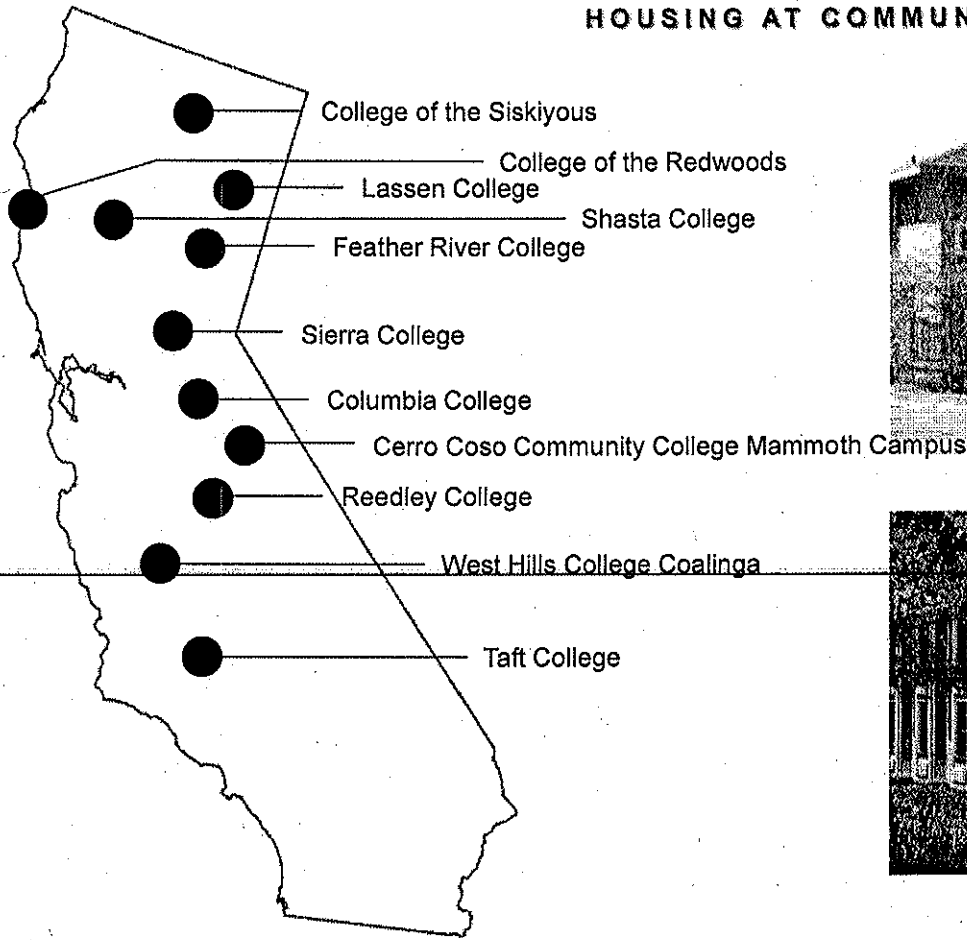 HOUSING AT COMMUN
College of the Siskiyous
College of the Redwoods
Lassen College
Shasta College
Feather River College
Sierra College
Columbia College
Cerro Coso Community College Mammoth Campus
Reedley College
West Hills College Coalinga
Taft College